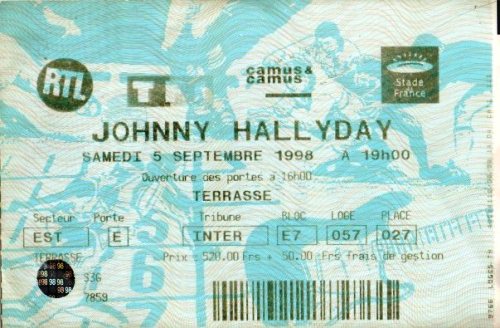 RTL
camus&
camus
Stade
de
France
JOHNNY HALLYDAY
SAMEDI 5 SEPTEMBRE 1998 A 19h00
Ouverture des portes à 16h00
TERRASSE
Secteur Porte Tribune BLOC LOGE PLACE
EST E INTER E7 057 027
TERRASSE Prix : 520.00 Frs + 50.00 Frs frais de gestion
S3G
7859